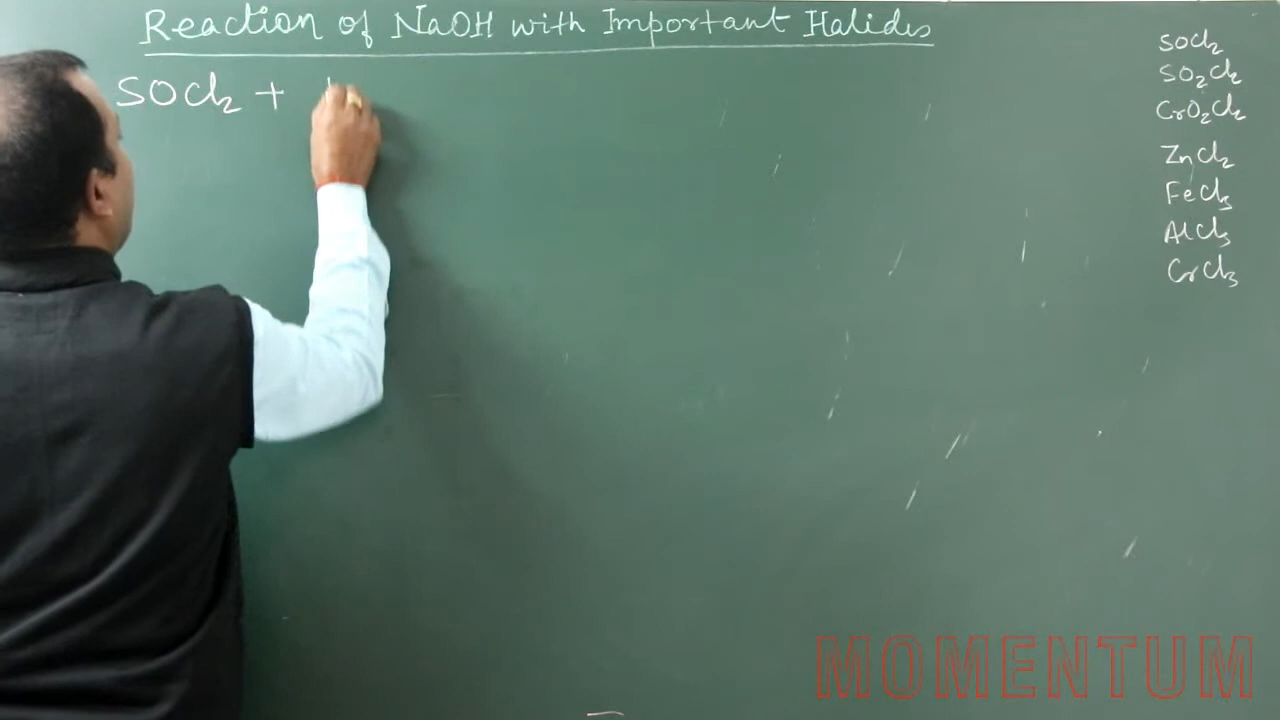 Reaction of NaOH with Important Halides
SOCl2 +
SOCl2
SO2Cl2
CrO2Cl2
ZnCl2
FeCl3
AlCl3
CrCl3
MOMENTUM